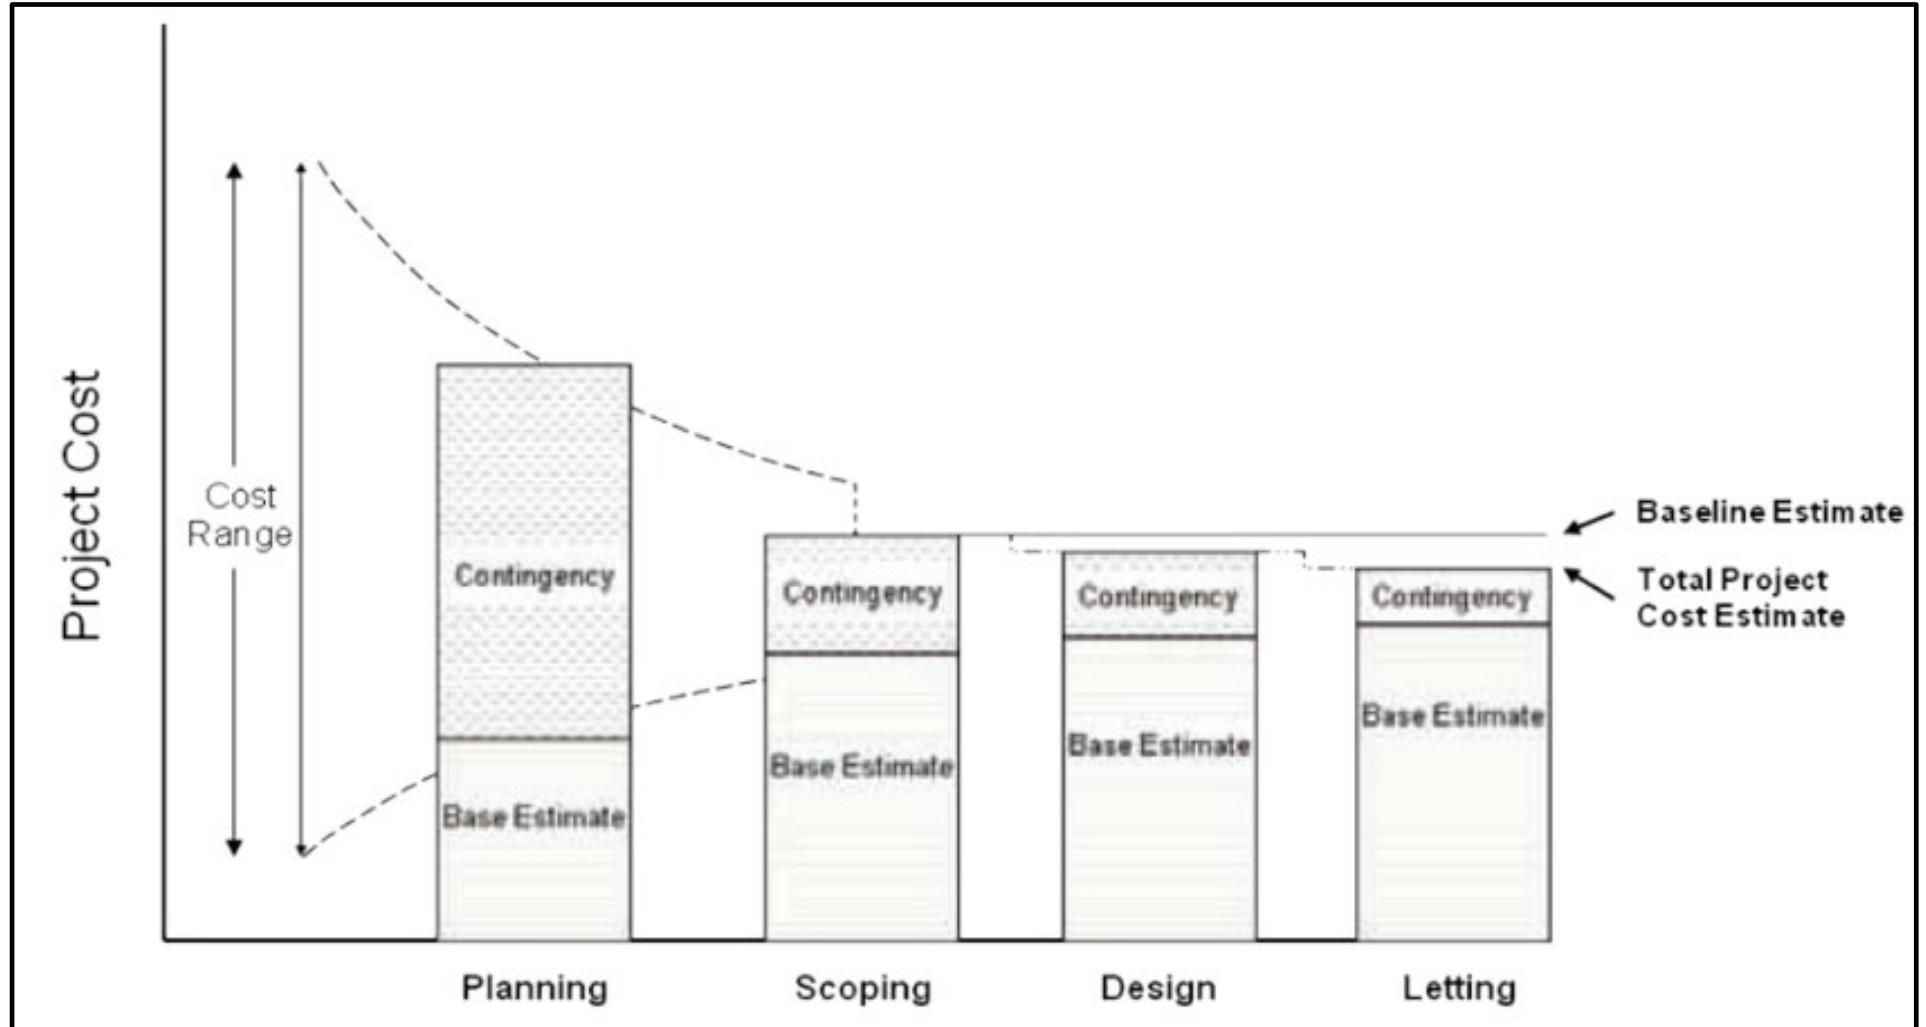 Project Cost
Cost
Range
Contingency
Base Estimate
Contingency
Base Estimate
Contingency
Base Estimate
Contingency
Base Estimate
Baseline Estimate
Total Project
Cost Estimate
Planning
Scoping
Design
Letting